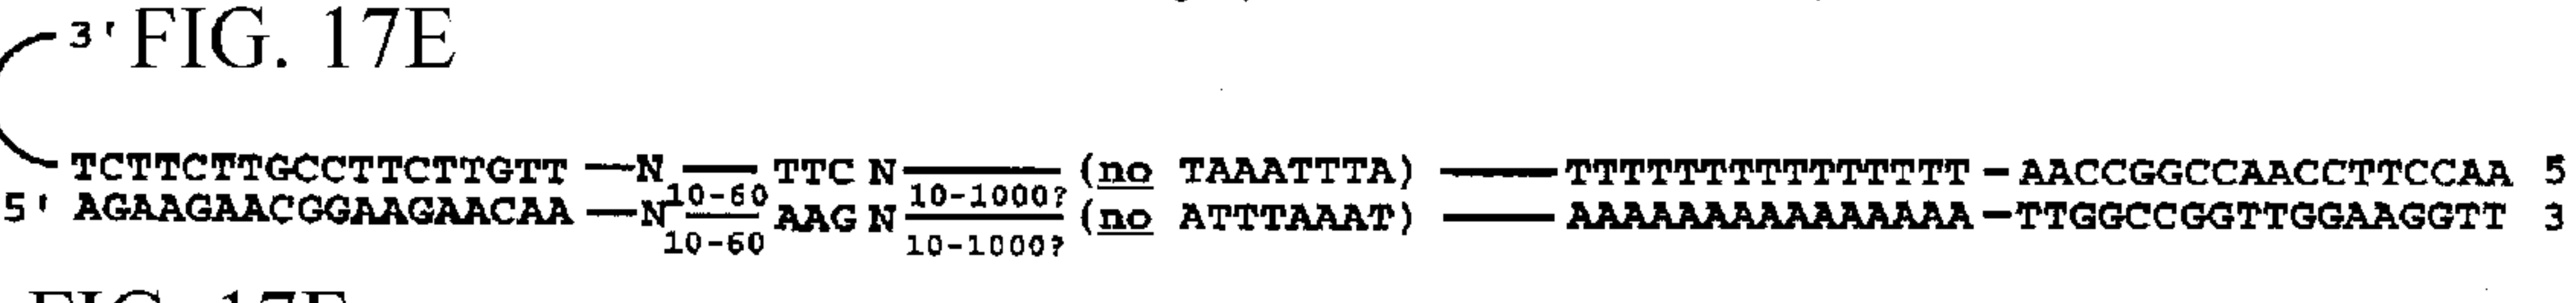 3' FIG. 17E
TCTTCTTGCCTTCTTGTT —N 10-60 TTC N 10-1000? (no TAAATTTA) — TTTTTTTTTTTTTTT – AACCGGCCAACCTTCCAA 5
5' AGAAGAACGGAAGAACAA —N 10-60 AAG N 10-1000? (no ATTTAAAT) — AAAAAAAAAAAAAAA –TTGGCCGGTTGGAAGGTT 3